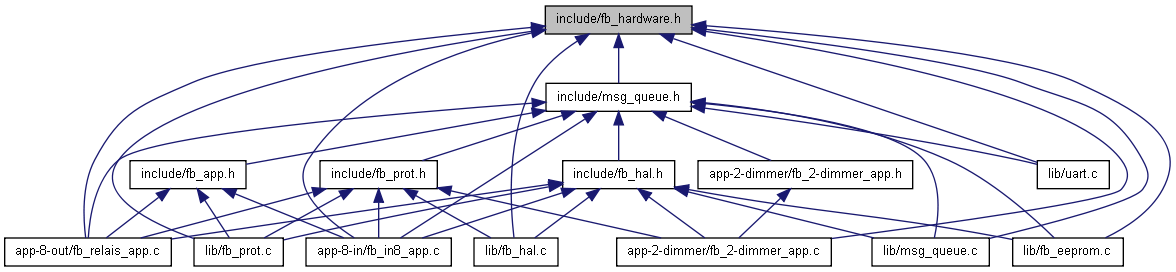 include/fb_hardware.h
include/msg_queue.h
include/fb_app.h
include/fb_prot.h
include/fb_hal.h
app-2-dimmer/fb_2-dimmer_app.h
lib/uart.c
app-8-out/fb_relais_app.c
lib/fb_prot.c
app-8-in/fb_in8_app.c
lib/fb_hal.c
app-2-dimmer/fb_2-dimmer_app.c
lib/msg_queue.c
lib/fb_eeprom.c